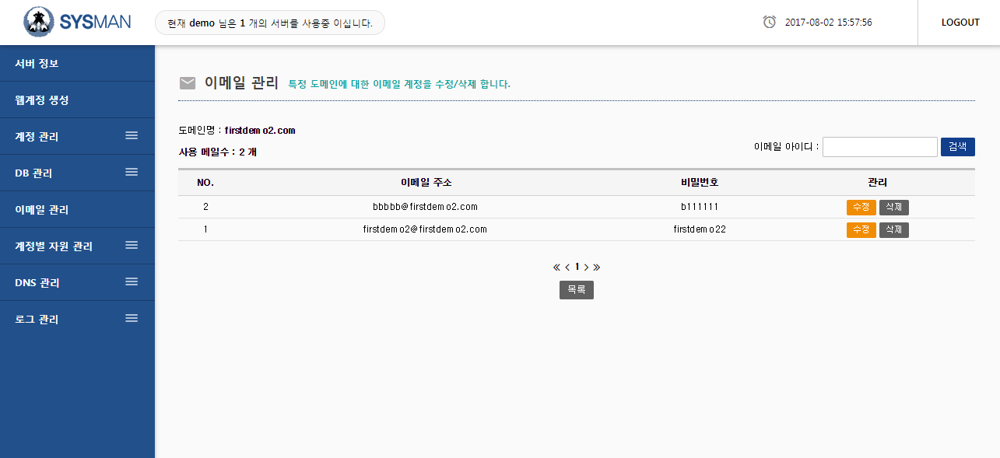 SYSMAN
현재 demo 님은 1 개의 서버를 사용중 이십니다.
2017-08-02 15:57:56
LOGOUT
서버 정보
웹계정 생성
계정 관리
DB 관리
이메일 관리
계정별 자원 관리
DNS 관리
로그 관리
이메일 관리 특정 도메인에 대한 이메일 계정을 수정/삭제 합니다.
도메인명 : firstdemo2.com
사용 메일수 : 2 개
이메일 아이디 : 검색
NO. 이메일 주소 비밀번호 관리
2 bbbbb@firstdemo2.com b111111 수정 삭제
1 firstdemo2@firstdemo2.com firstdemo22 수정 삭제
« < 1 > »
목록